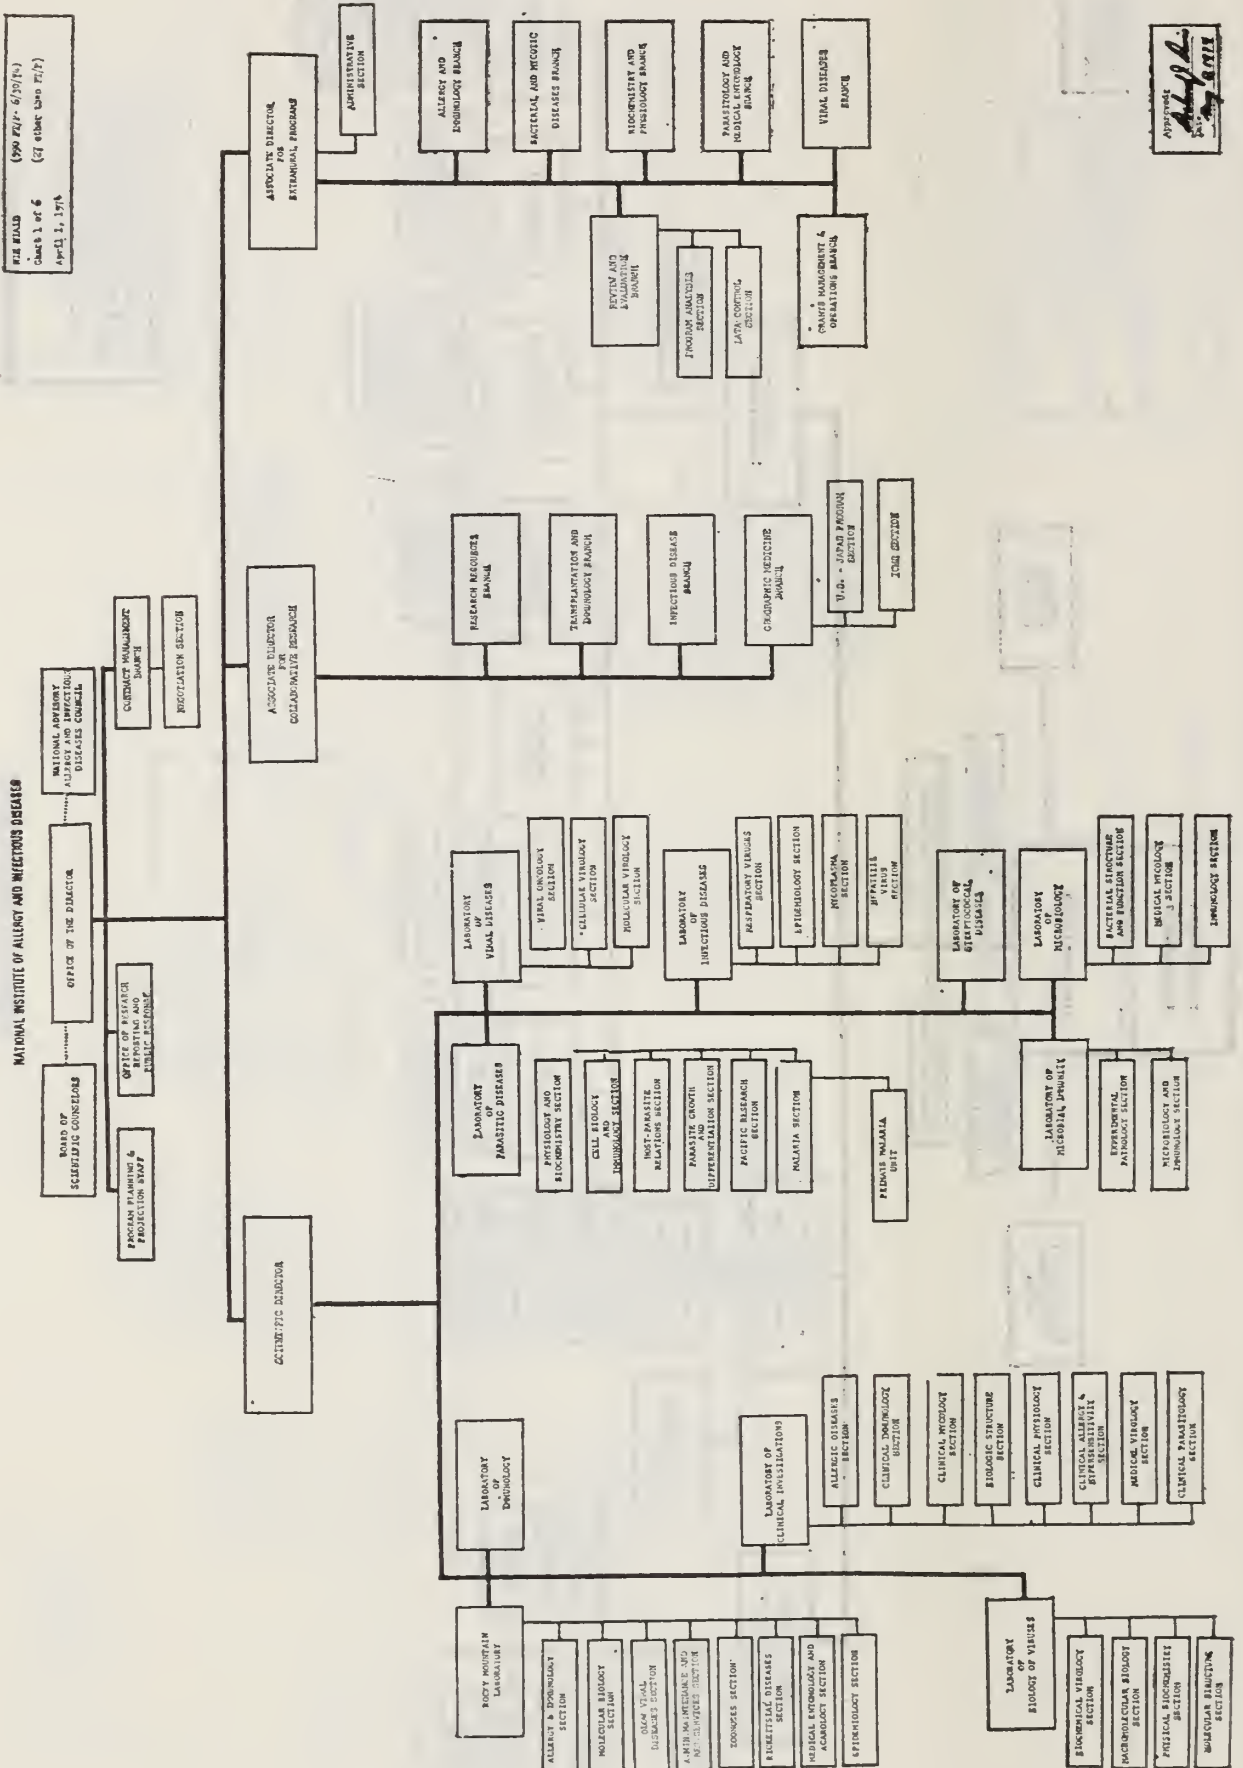 NATIONAL INSTITUTE OF ALLERGY AND INFECTIOUS DISEASES
NIH NIAID
Chart 1 of 6
April 1, 1974
(27 other than
BOARD OF
SCIENTIFIC COUNSELORS
OFFICE OF THE DIRECTOR
NATIONAL ADVISORY
ALLERGY AND INFECTIOUS
DISEASES COUNCIL
PROGRAM PLANNING &
PROJECTION STAFF
OFFICE OF RESEARCH
REPORTING AND
PUBLIC RESPONSE
CONTRACT MANAGEMENT
BRANCH
NEGOTIATION SECTION
SCIENTIFIC DIRECTOR
ASSOCIATE DIRECTOR
FOR
COLLABORATIVE RESEARCH
ASSOCIATE DIRECTOR
FOR
EXTRAMURAL PROGRAMS
ADMINISTRATIVE
SECTION
ROCKY MOUNTAIN
LABORATORY
ALLERGY & IMMUNOLOGY
SECTION
MOLECULAR BIOLOGY
SECTION
SLOW VIRAL
DISEASES SECTION
ADMIN. MAINTENANCE AND
SERVICES SECTION
ZOONOSES SECTION
RICKETTSIAL DISEASES
SECTION
MEDICAL ENTOMOLOGY AND
ACAROLOGY SECTION
EPIDEMIOLOGY SECTION
LABORATORY
OF
IMMUNOLOGY
LABORATORY OF
CLINICAL INVESTIGATIONS
ALLERGIC DISEASES
SECTION
CLINICAL IMMUNOLOGY
SECTION
CLINICAL MYCOLOGY
SECTION
BIOLOGIC STRUCTURE
SECTION
CLINICAL PHYSIOLOGY
SECTION
CLINICAL ALLERGY &
HYPERSENSITIVITY
SECTION
MEDICAL VIROLOGY
SECTION
CLINICAL PARASITOLOGY
SECTION
LABORATORY
OF
BIOLOGY OF VIRUSES
BIOCHEMICAL VIROLOGY
SECTION
MACROMOLECULAR BIOLOGY
SECTION
PHYSICAL BIOCHEMISTRY
SECTION
MOLECULAR STRUCTURE
SECTION
LABORATORY
OF
PARASITIC DISEASES
PHYSIOLOGY AND
BIOCHEMISTRY SECTION
CELL BIOLOGY
AND
IMMUNOLOGY SECTION
HOST-PARASITE
RELATIONS SECTION
PARASITE GROWTH
AND
DIFFERENTIATION SECTION
PACIFIC RESEARCH
SECTION
MALARIA SECTION
PRIMATE MALARIA
UNIT
LABORATORY
OF
VIRAL DISEASES
VIRAL ONCOLOGY
SECTION
CELLULAR VIROLOGY
SECTION
MOLECULAR VIROLOGY
SECTION
LABORATORY
OF
INFECTIOUS DISEASES
RESPIRATORY VIRUSES
SECTION
EPIDEMIOLOGY SECTION
MYCOPLASMA
SECTION
HEPATITIS
VIRUS
SECTION
LABORATORY OF
STREPTOCOCCAL
DISEASES
LABORATORY OF
MICROBIAL IMMUNITY
EXPERIMENTAL
PATHOLOGY SECTION
MICROBIOLOGY AND
IMMUNOLOGY SECTION
LABORATORY
OF
MICROBIOLOGY
BACTERIAL STRUCTURE
AND FUNCTION SECTION
MEDICAL MYCOLOGY
SECTION
IMMUNOLOGY SECTION
RESEARCH RESOURCES
BRANCH
TRANSPLANTATION AND
IMMUNOLOGY BRANCH
INFECTIOUS DISEASE
BRANCH
GEOGRAPHIC MEDICINE
BRANCH
U.S. - JAPAN PROGRAM
SECTION
ICMR SECTION
REVIEW AND
EVALUATION
BRANCH
PROGRAM ANALYSIS
SECTION
DATA CONTROL
SECTION
GRANTS MANAGEMENT &
OPERATIONS BRANCH
ALLERGY AND
IMMUNOLOGY BRANCH
BACTERIAL AND MYCOTIC
DISEASES BRANCH
BIOCHEMISTRY AND
PHYSIOLOGY BRANCH
PARASITOLOGY AND
MEDICAL ENTOMOLOGY
BRANCH
VIRAL DISEASES
BRANCH
Approved: